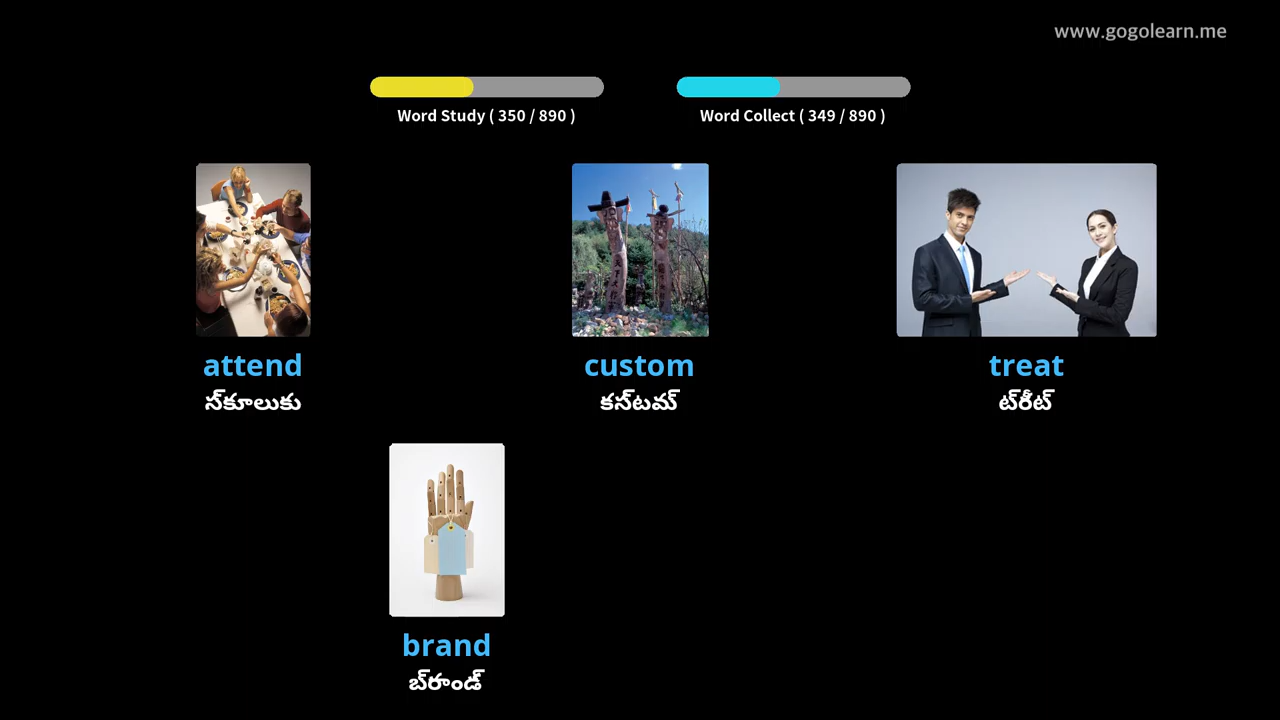 www.gogolearn.me
Word Study ( 350 / 890 )
Word Collect ( 349 / 890 )
attend
స్‌కూలుకు
custom
కస్‌టమ్
treat
ట్‌రీట్
brand
బ్‌రాండ్